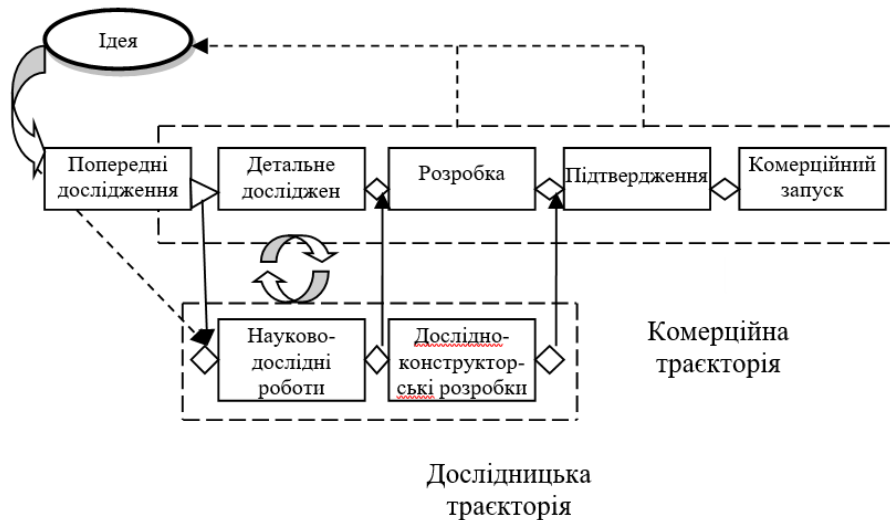 Ідея
Попередні
дослідження
Детальне
досліджен
Розробка
Підтвердження
Комерційний
запуск
Науково-
дослідні
роботи
Дослідно-
конструктор-
ські розробки
Комерційна
траєкторія
Дослідницька
траєкторія